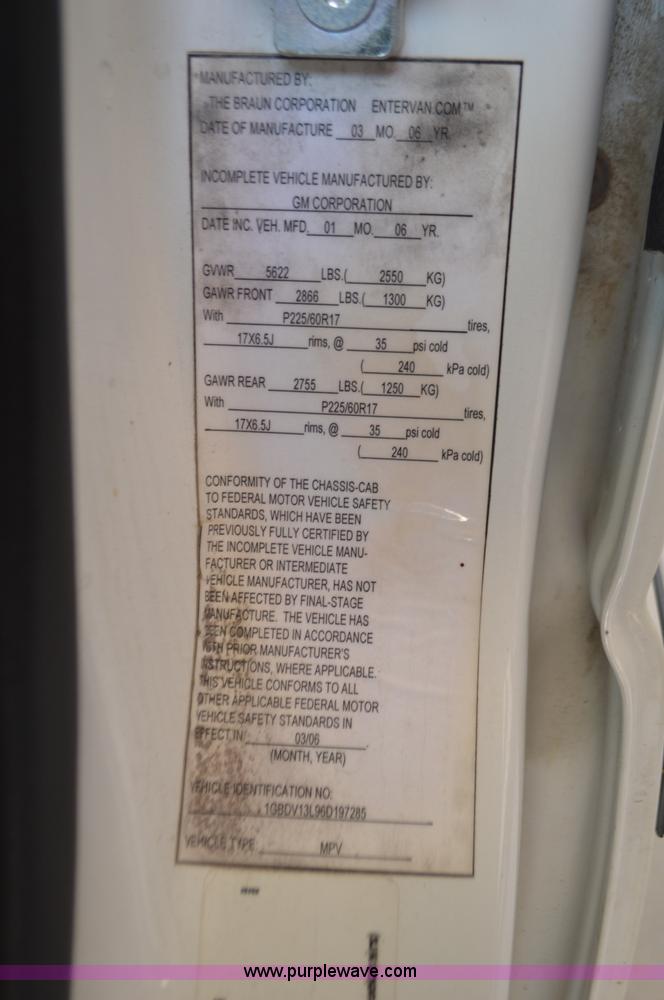 MANUFACTURED BY:
THE BRAUN CORPORATION ENTERVAN.COM™
DATE OF MANUFACTURE 03 MO. 06 YR.
INCOMPLETE VEHICLE MANUFACTURED BY:
GM CORPORATION
DATE INC. VEH. MFD. 01 MO. 06 YR.
GVWR 5622 LBS.( 2550 KG)
GAWR FRONT 2866 LBS.( 1300 KG)
With P225/60R17 tires,
17X6.5J rims, @ 35 psi cold
( 240 kPa cold)
GAWR REAR 2755 LBS.( 1250 KG)
With P225/60R17 tires,
17X6.5J rims, @ 35 psi cold
( 240 kPa cold)
CONFORMITY OF THE CHASSIS-CAB
TO FEDERAL MOTOR VEHICLE SAFETY
STANDARDS, WHICH HAVE BEEN
PREVIOUSLY FULLY CERTIFIED BY
THE INCOMPLETE VEHICLE MANU-
FACTURER OR INTERMEDIATE
VEHICLE MANUFACTURER, HAS NOT
BEEN AFFECTED BY FINAL-STAGE
MANUFACTURE. THE VEHICLE HAS
BEEN COMPLETED IN ACCORDANCE
WITH PRIOR MANUFACTURER'S
INSTRUCTIONS, WHERE APPLICABLE.
THIS VEHICLE CONFORMS TO ALL
OTHER APPLICABLE FEDERAL MOTOR
VEHICLE SAFETY STANDARDS IN
EFFECT IN: 03/06
(MONTH, YEAR)
VEHICLE IDENTIFICATION NO:
1GBDV13L96D197285
VEHICLE TYPE: MPV
www.purplewave.com